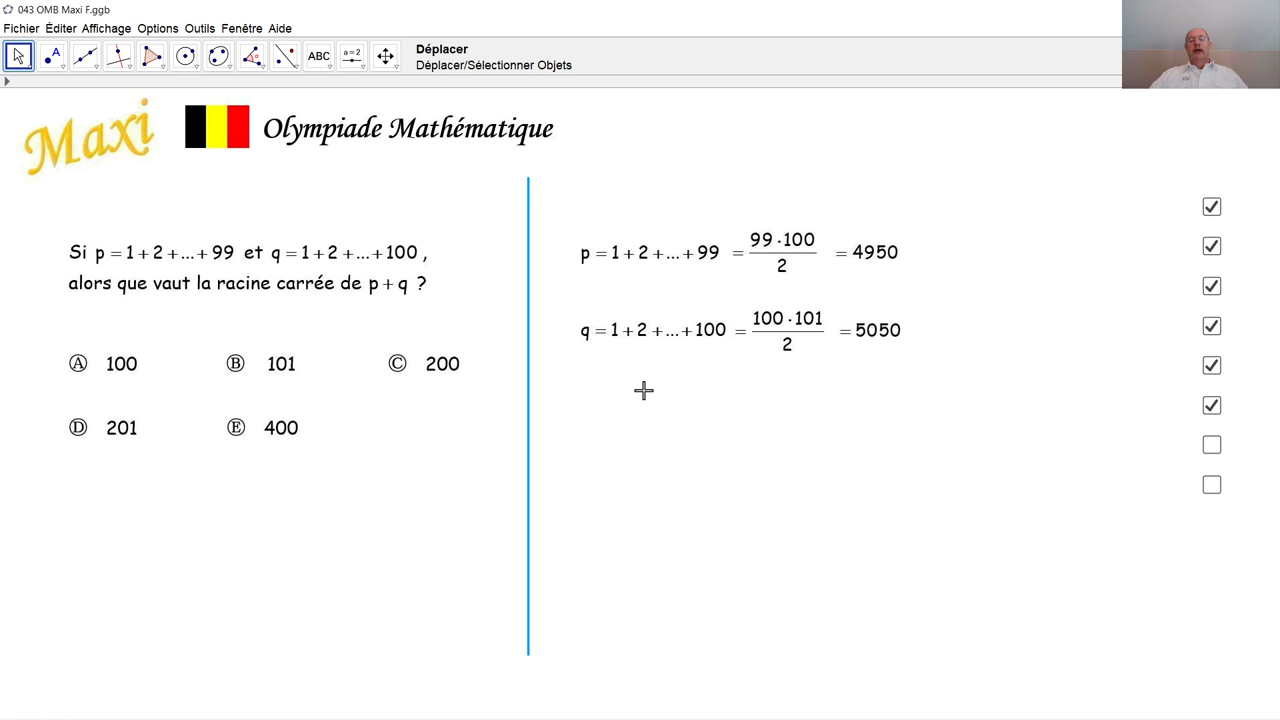 043 OMB Maxi F.ggb
Fichier Éditer Affichage Options Outils Fenêtre Aide
A ABC a=2 Déplacer
Déplacer/Sélectionner Objets
Maxi Olympiade Mathématique
Si p = 1 + 2 + ... + 99 et q = 1 + 2 + ... + 100 ,
alors que vaut la racine carrée de p + q ?
Ⓐ 100 Ⓑ 101 Ⓒ 200
Ⓓ 201 Ⓔ 400
p = 1 + 2 + ... + 99 = 99 · 100 / 2 = 4950
q = 1 + 2 + ... + 100 = 100 · 101 / 2 = 5050